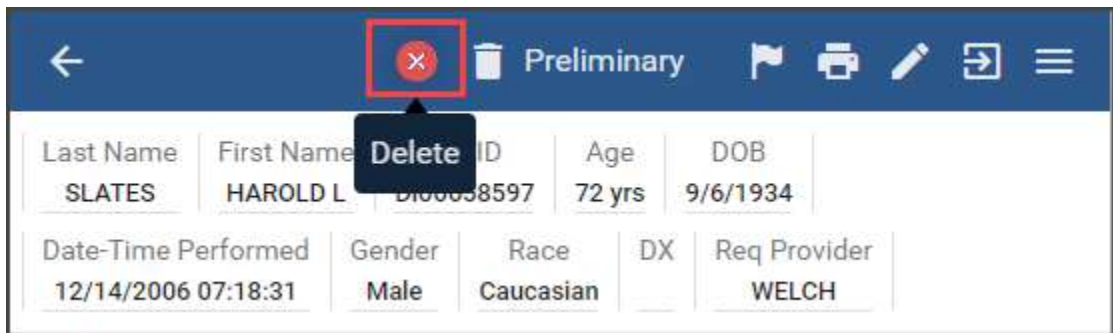 Preliminary
Delete
Last Name First Name ID Age DOB
SLATES HAROLD L 38597 72 yrs 9/6/1934
Date-Time Performed Gender Race DX Req Provider
12/14/2006 07:18:31 Male Caucasian WELCH